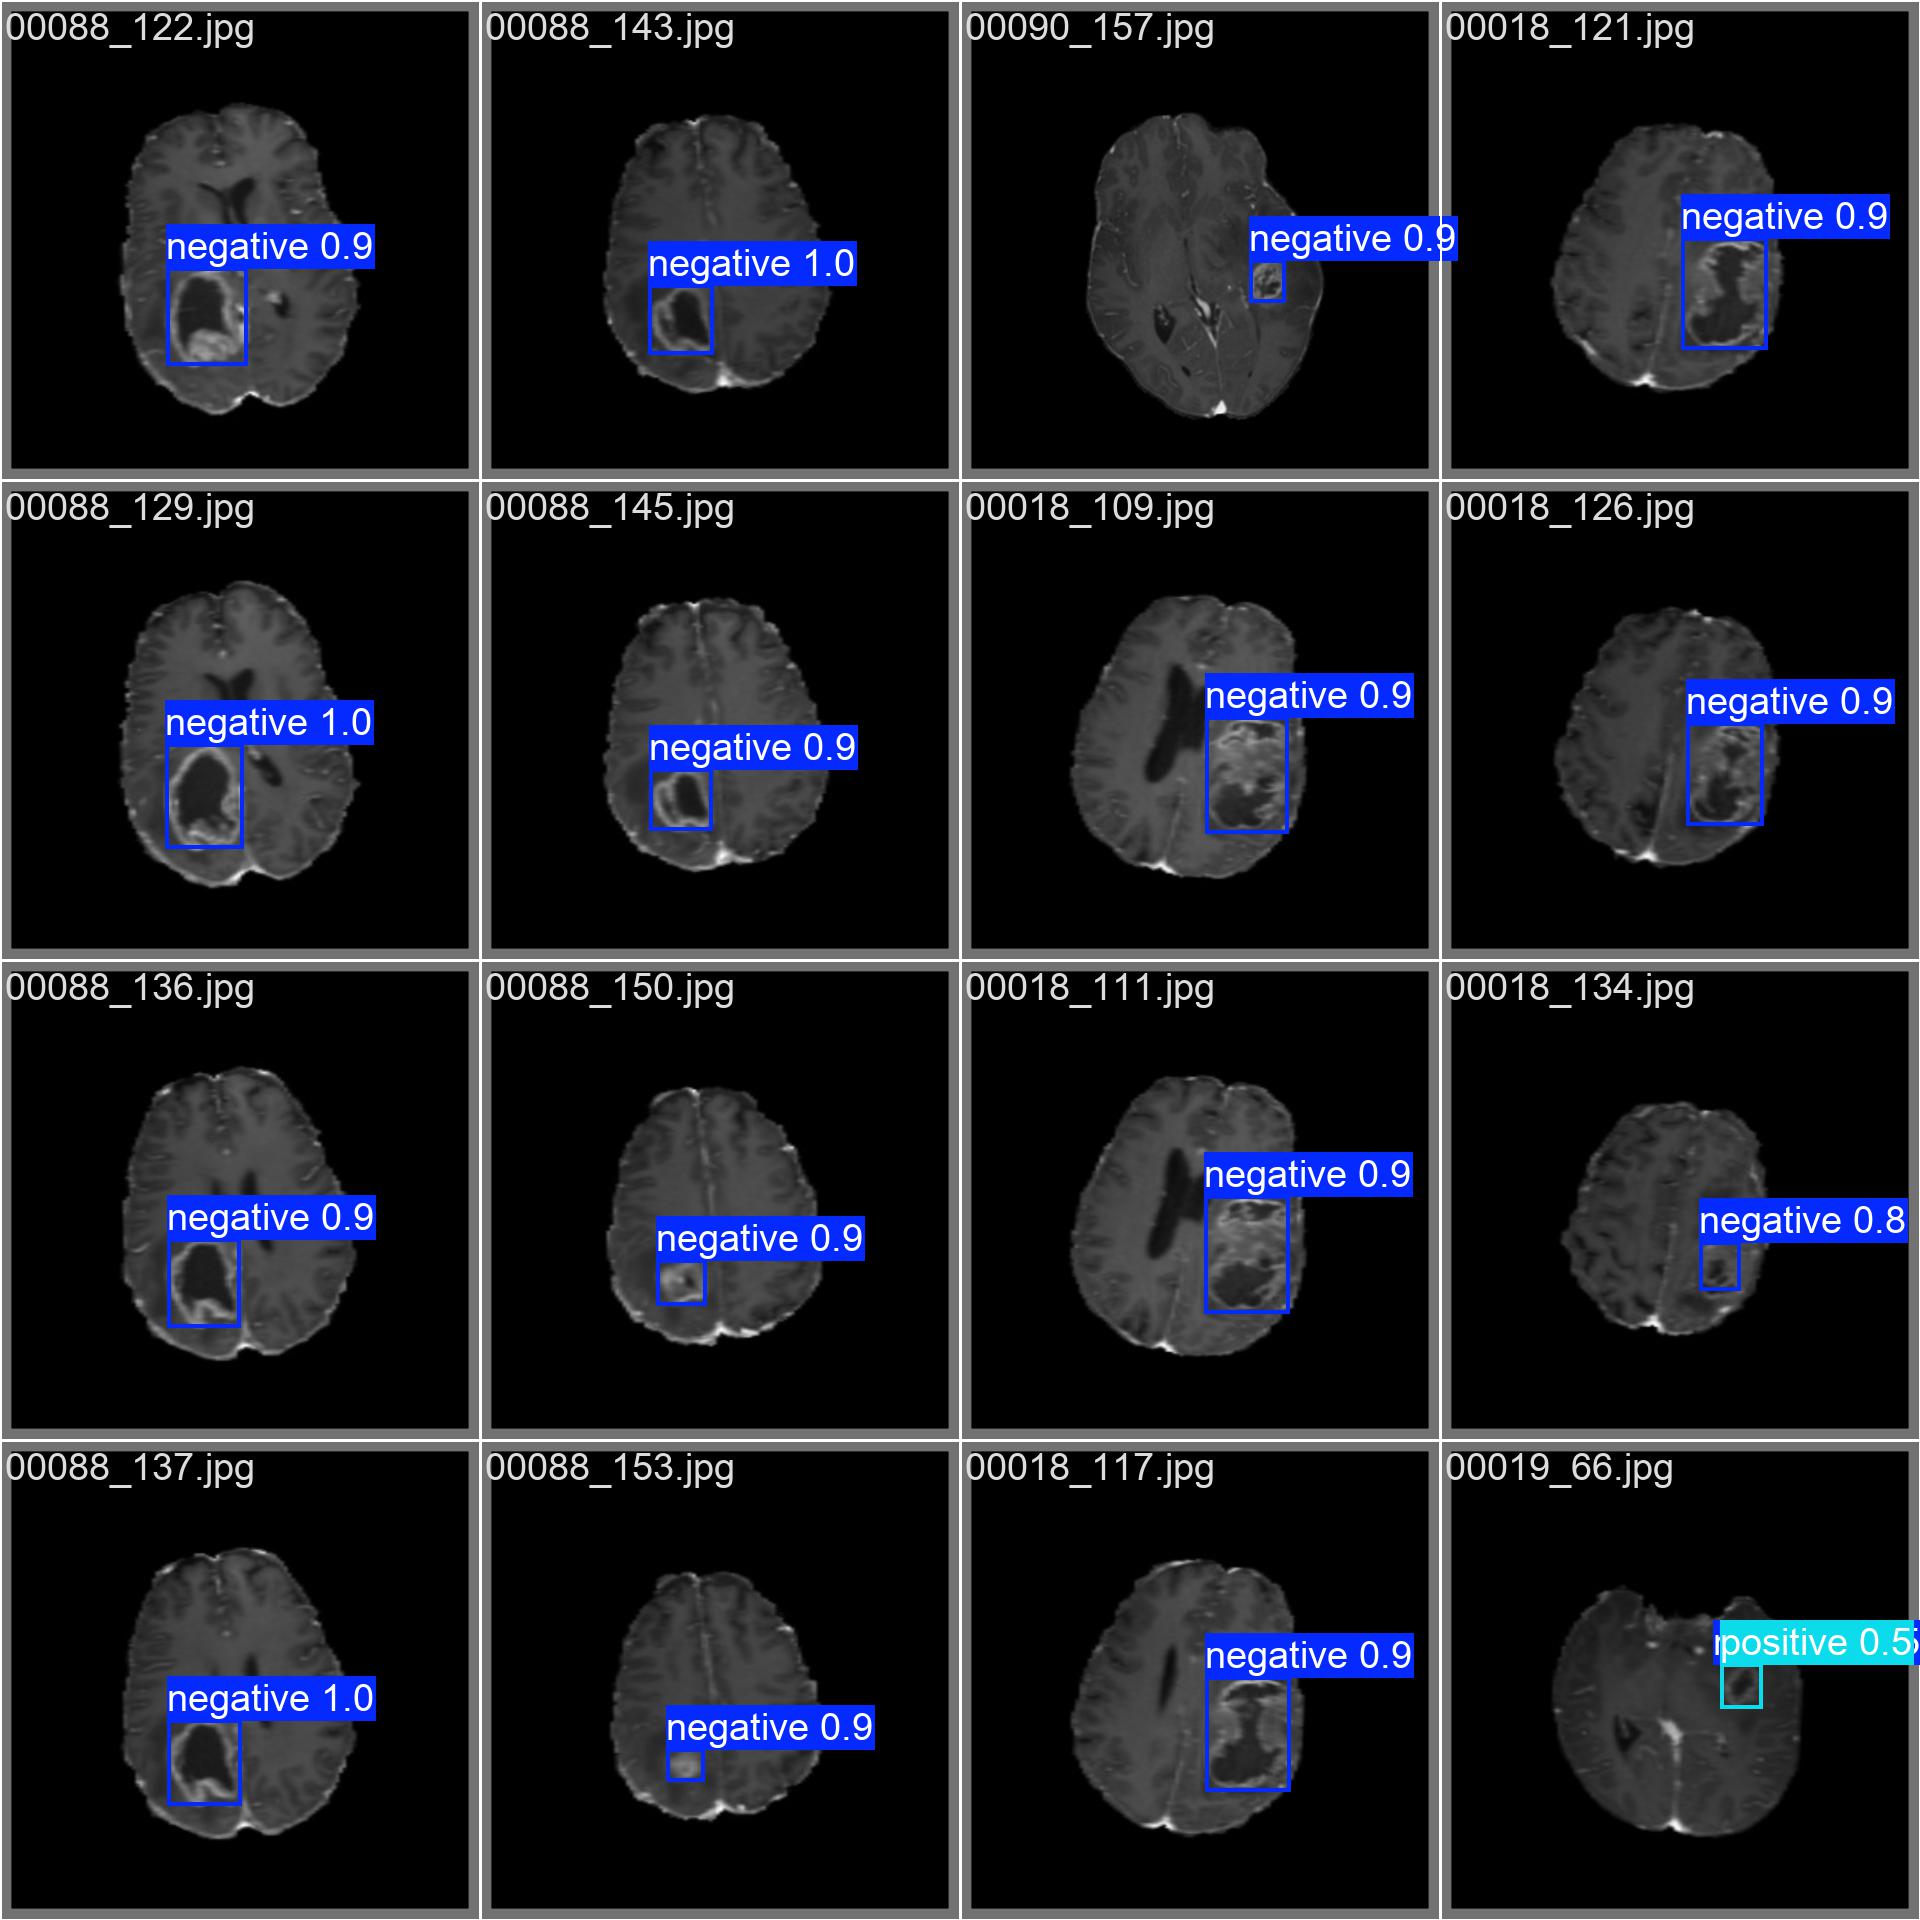 00088_122.jpg
negative 0.9
00088_143.jpg
negative 1.0
00090_157.jpg
negative 0.9
00018_121.jpg
negative 0.9
00088_129.jpg
negative 1.0
00088_145.jpg
negative 0.9
00018_109.jpg
negative 0.9
00018_126.jpg
negative 0.9
00088_136.jpg
negative 0.9
00088_150.jpg
negative 0.9
00018_111.jpg
negative 0.9
00018_134.jpg
negative 0.8
00088_137.jpg
negative 1.0
00088_153.jpg
negative 0.9
00018_117.jpg
negative 0.9
00019_66.jpg
positive 0.5